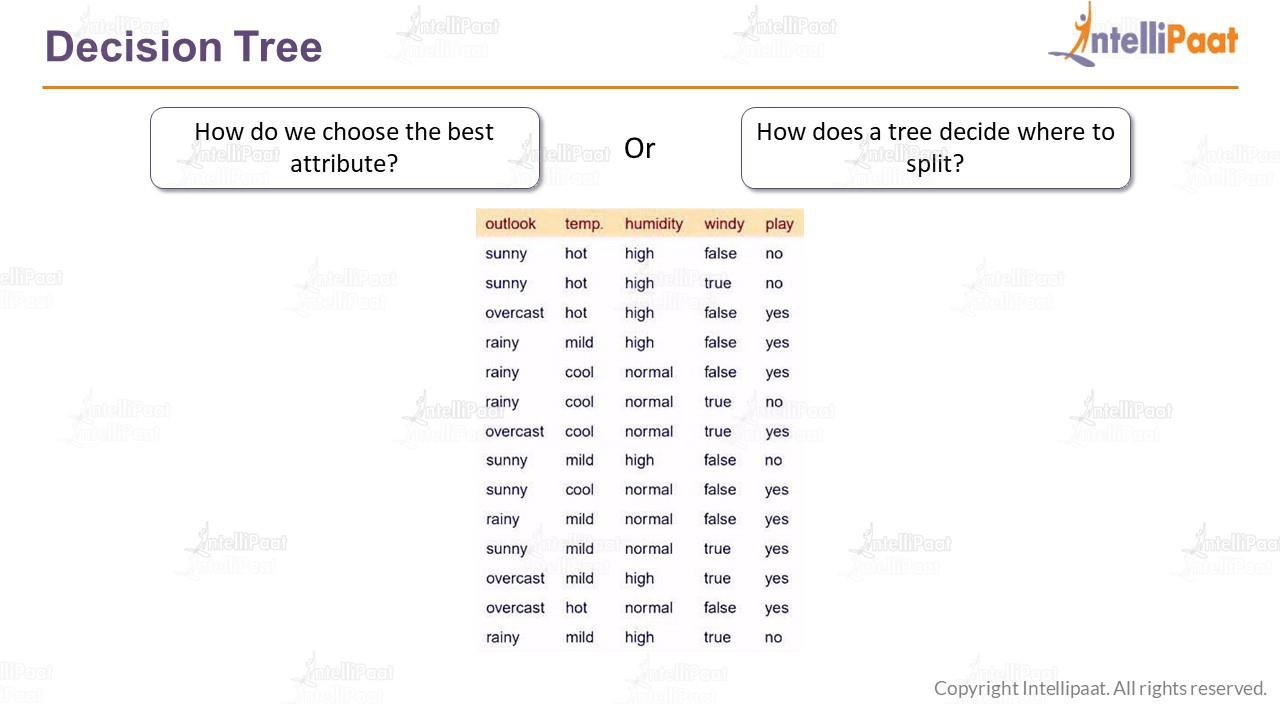 Decision Tree
IntelliPaat
How do we choose the best
attribute?
Or
How does a tree decide where to
split?
outlook temp. humidity windy play
sunny hot high false no
sunny hot high true no
overcast hot high false yes
rainy mild high false yes
rainy cool normal false yes
rainy cool normal true no
overcast cool normal true yes
sunny mild high false no
sunny cool normal false yes
rainy mild normal false yes
sunny mild normal true yes
overcast mild high true yes
overcast hot normal false yes
rainy mild high true no
Copyright Intellipaat. All rights reserved.